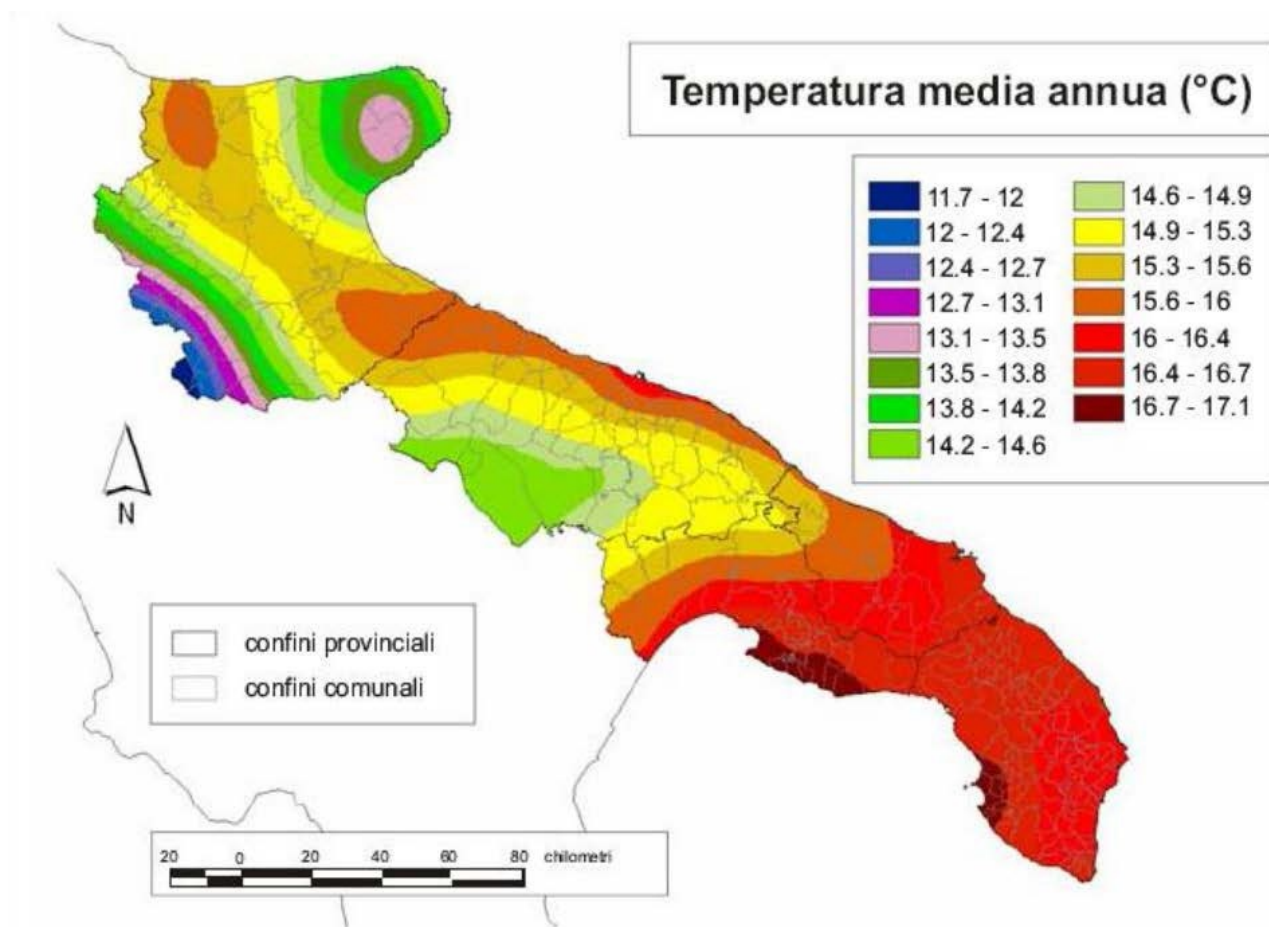 Temperatura media annua (°C)
11.7 - 12
12 - 12.4
12.4 - 12.7
12.7 - 13.1
13.1 - 13.5
13.5 - 13.8
13.8 - 14.2
14.2 - 14.6
14.6 - 14.9
14.9 - 15.3
15.3 - 15.6
15.6 - 16
16 - 16.4
16.4 - 16.7
16.7 - 17.1
N
confini provinciali
confini comunali
20 0 20 40 60 80 chilometri